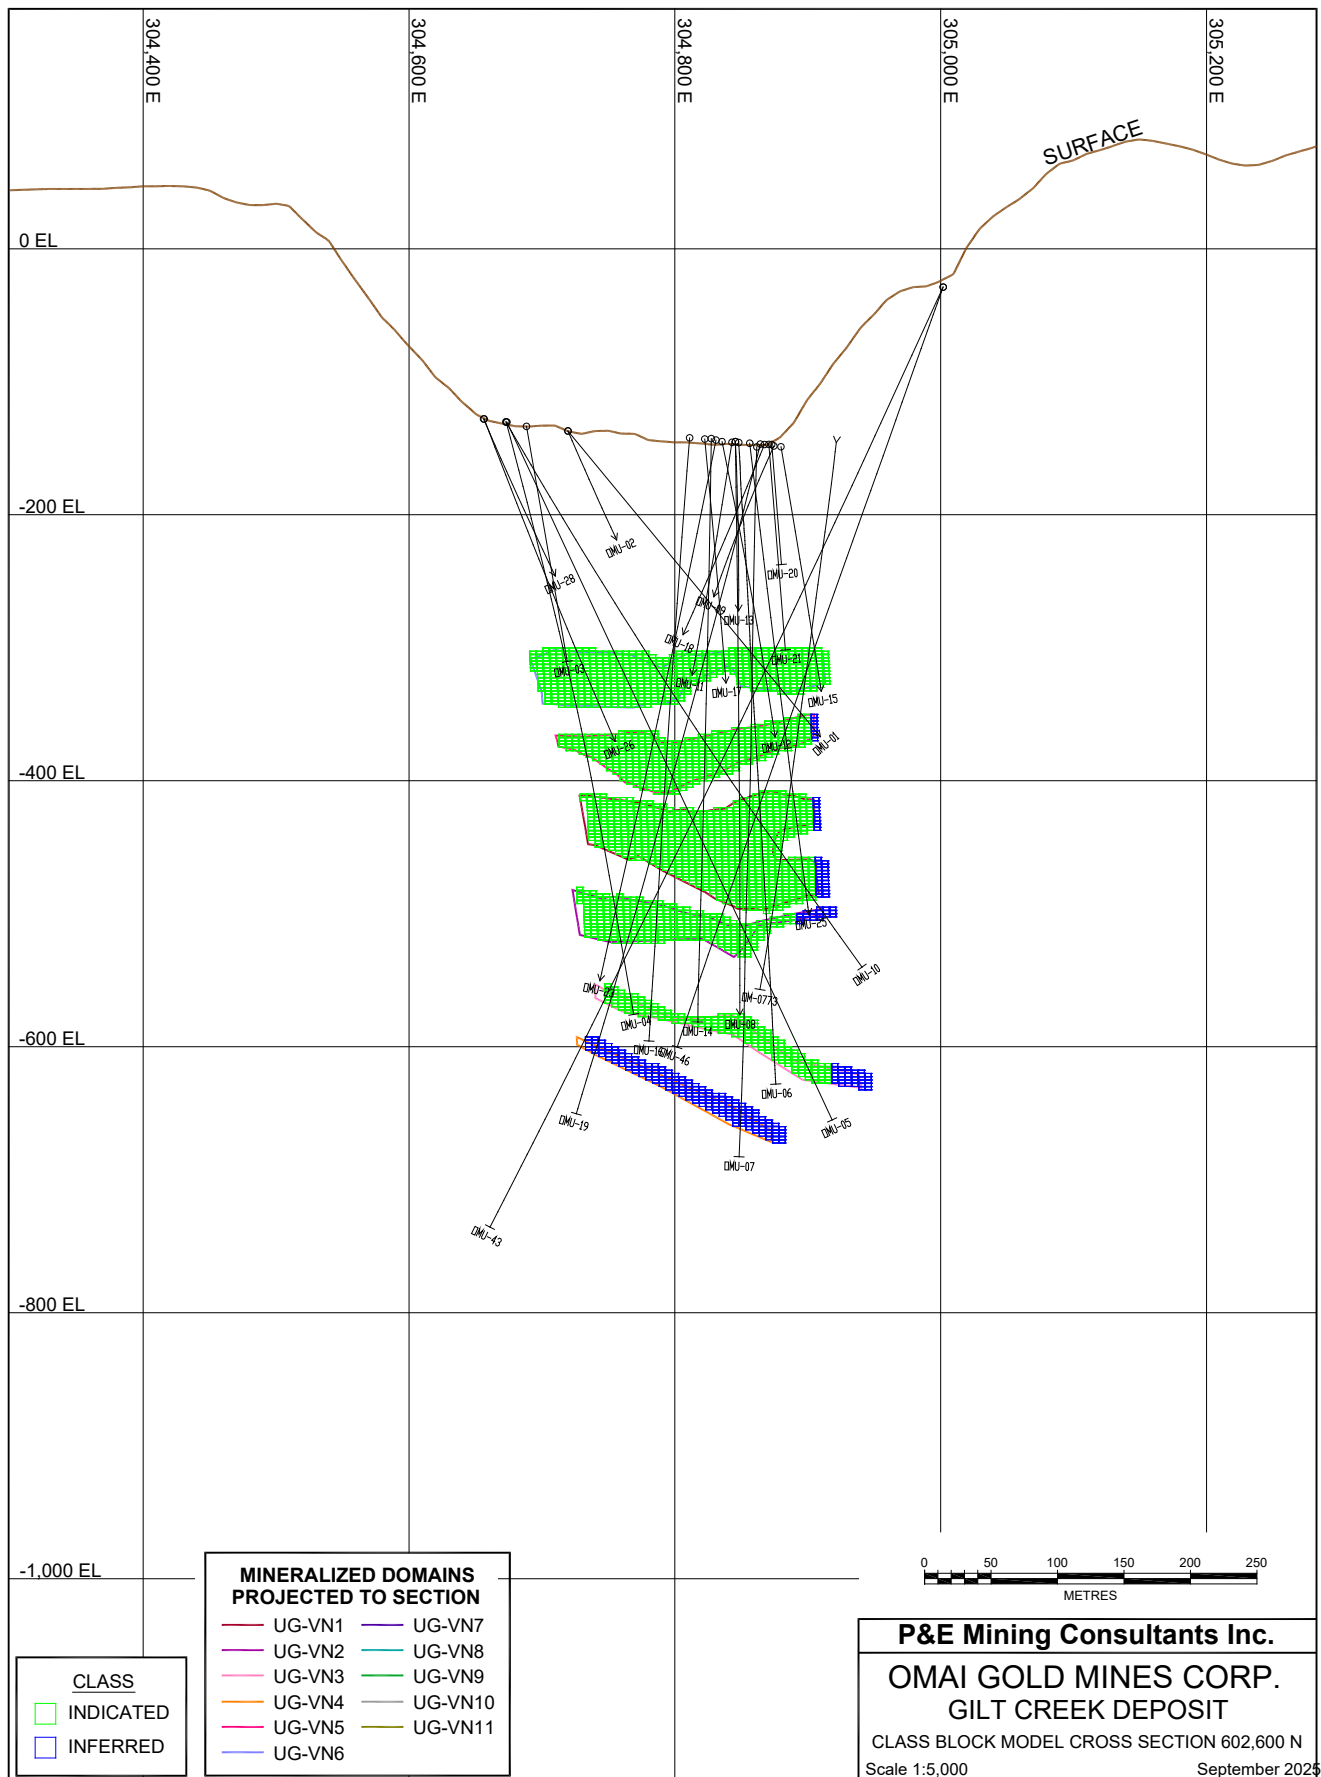 304,400 E
304,600 E
304,800 E
305,000 E
305,200 E
SURFACE
0 EL
-200 EL
OMU-02
OMU-28
OMU-20
OMU-09
OMU-13
OMU-18
OMU-03
OMU-21
OMU-11
OMU-17
OMU-15
OMU-26
OMU-12
OMU-01
-400 EL
OMU-25
OMU-10
OM-0773
OMU-04
OMU-14
OMU-08
-600 EL
OMU-16
OMU-46
OMU-06
OMU-19
OMU-05
OMU-07
OMU-43
-800 EL
-1,000 EL
MINERALIZED DOMAINS
PROJECTED TO SECTION
UG-VN1
UG-VN2
UG-VN3
UG-VN4
UG-VN5
UG-VN6
UG-VN7
UG-VN8
UG-VN9
UG-VN10
UG-VN11
CLASS
INDICATED
INFERRED
0 50 100 150 200 250
METRES
P&E Mining Consultants Inc.
OMAI GOLD MINES CORP.
GILT CREEK DEPOSIT
CLASS BLOCK MODEL CROSS SECTION 602,600 N
Scale 1:5,000 September 2025